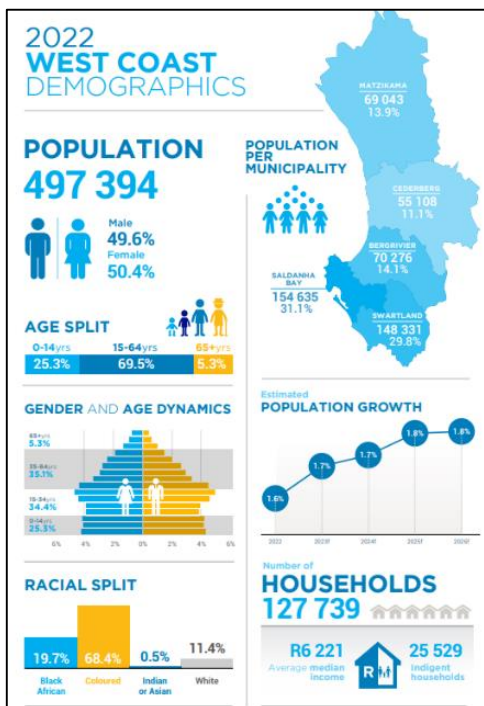 2022
WEST COAST
DEMOGRAPHICS
POPULATION
497 394
Male
49.6%
Female
50.4%
AGE SPLIT
0-14yrs
15-64yrs
65+yrs
25.3%
69.5%
5.3%
GENDER AND AGE DYNAMICS
65+yrs
5.3%
35-64yrs
35.1%
15-34yrs
34.4%
0-14yrs
25.3%
6% 4% 2% 0% 2% 4% 6%
RACIAL SPLIT
19.7%
68.4%
0.5%
11.4%
Black
African
Coloured
Indian
or Asian
White
POPULATION
PER
MUNICIPALITY
MATZIKAMA
69 043
13.9%
CEDERBERG
55 108
11.1%
BERGRIVIER
70 276
14.1%
SALDANHA
BAY
154 635
31.1%
SWARTLAND
148 331
29.8%
Estimated
POPULATION GROWTH
1.6%
1.7%
1.7%
1.8%
1.8%
2022 2023f 2024f 2025f 2026f
Number of
HOUSEHOLDS
127 739
R6 221
Average median
income
R
25 529
Indigent
households